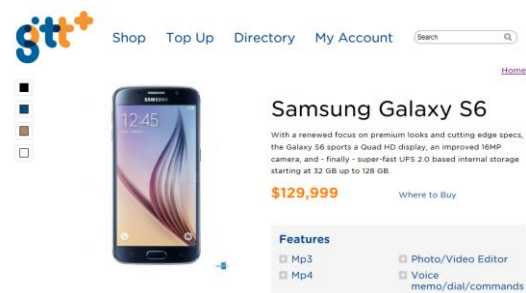 gtt+
Shop Top Up Directory My Account Search
Home
SAMSUNG
12:45
Samsung Galaxy S6
With a renewed focus on premium looks and cutting edge specs,
the Galaxy S6 sports a Quad HD display, an improved 16MP
camera, and - finally - super-fast UFS 2.0 based internal storage
starting at 32 GB up to 128 GB.
$129,999 Where to Buy
Features
Mp3 Photo/Video Editor
Mp4 Voice
memo/dial/commands